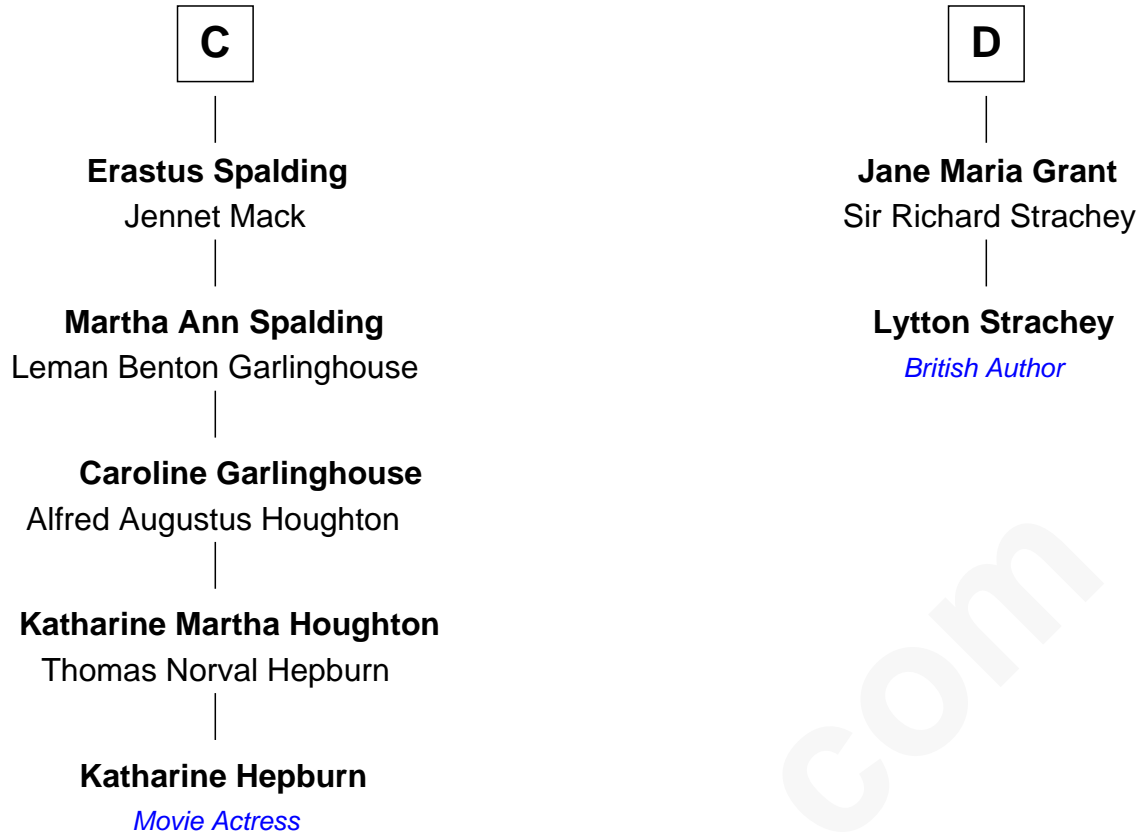 C
Erastus Spalding
Jennet Mack
Martha Ann Spalding
Leman Benton Garlinghouse
Caroline Garlinghouse
Alfred Augustus Houghton
Katharine Martha Houghton
Thomas Norval Hepburn
Katharine Hepburn
Movie Actress
D
Jane Maria Grant
Sir Richard Strachey
Lytton Strachey
British Author
com